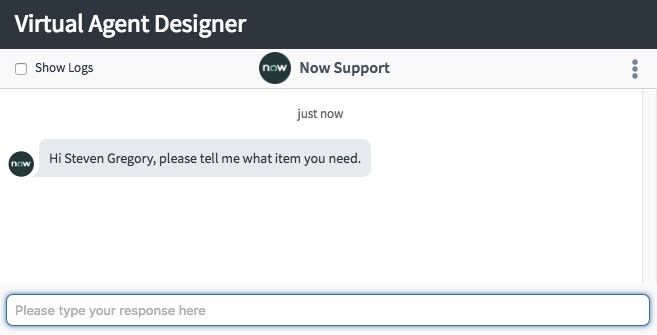 Virtual Agent Designer
Show Logs
now
Now Support
just now
now
Hi Steven Gregory, please tell me what item you need.
Please type your response here